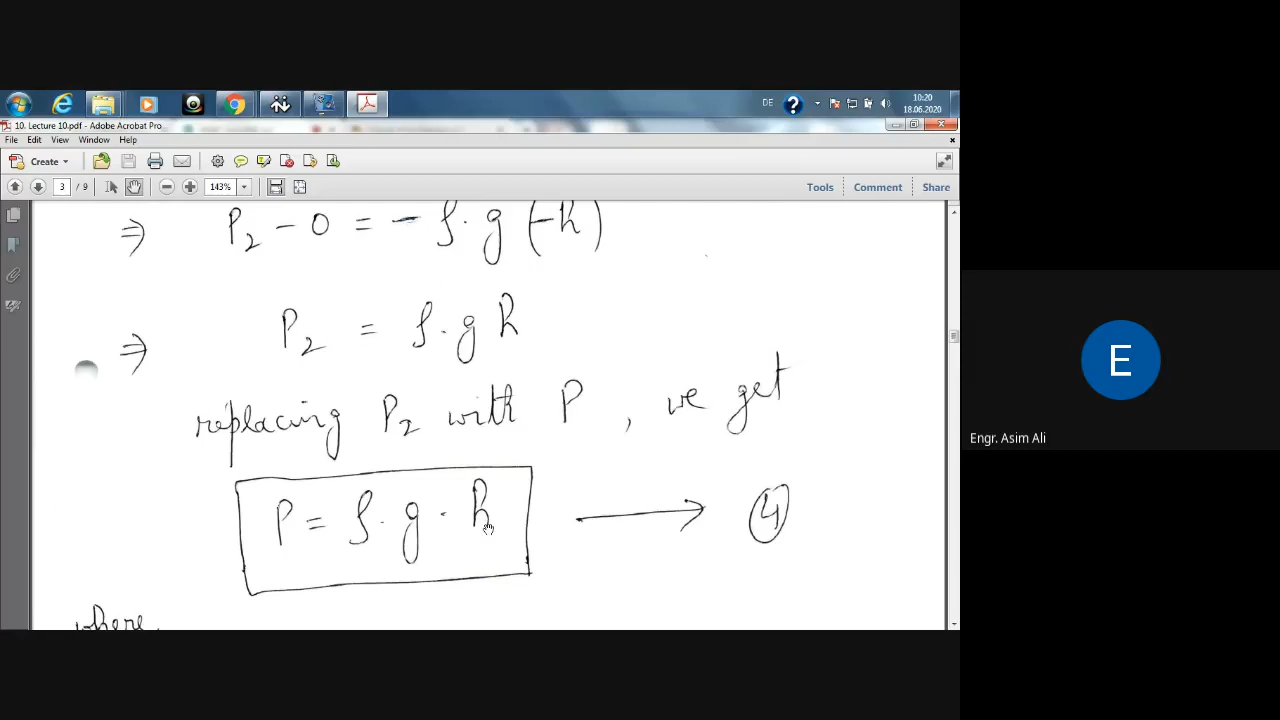 DE
10:20
18.06.2020
10. Lecture 10.pdf - Adobe Acrobat Pro
File Edit View Window Help
Create
3 / 9 143% Tools Comment Share
⇒ P₂ - 0 = - ρ.g (-h)
⇒ P₂ = ρ.g h
replacing P₂ with P, we get
P = ρ.g.h → ④
where,
E
Engr. Asim Ali